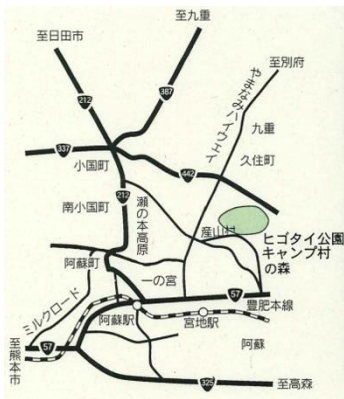 至九重
至日田市
至別府
212
387
やまなみハイウェイ
九重
337
久住町
小国町
442
212
瀬の本高原
南小国町
産山村
ヒゴタイ公園
キャンプ村
の森
阿蘇町
一の宮
57
豊肥本線
ミルクロード
阿蘇駅
宮地駅
至熊本市
57
阿蘇
325
至高森